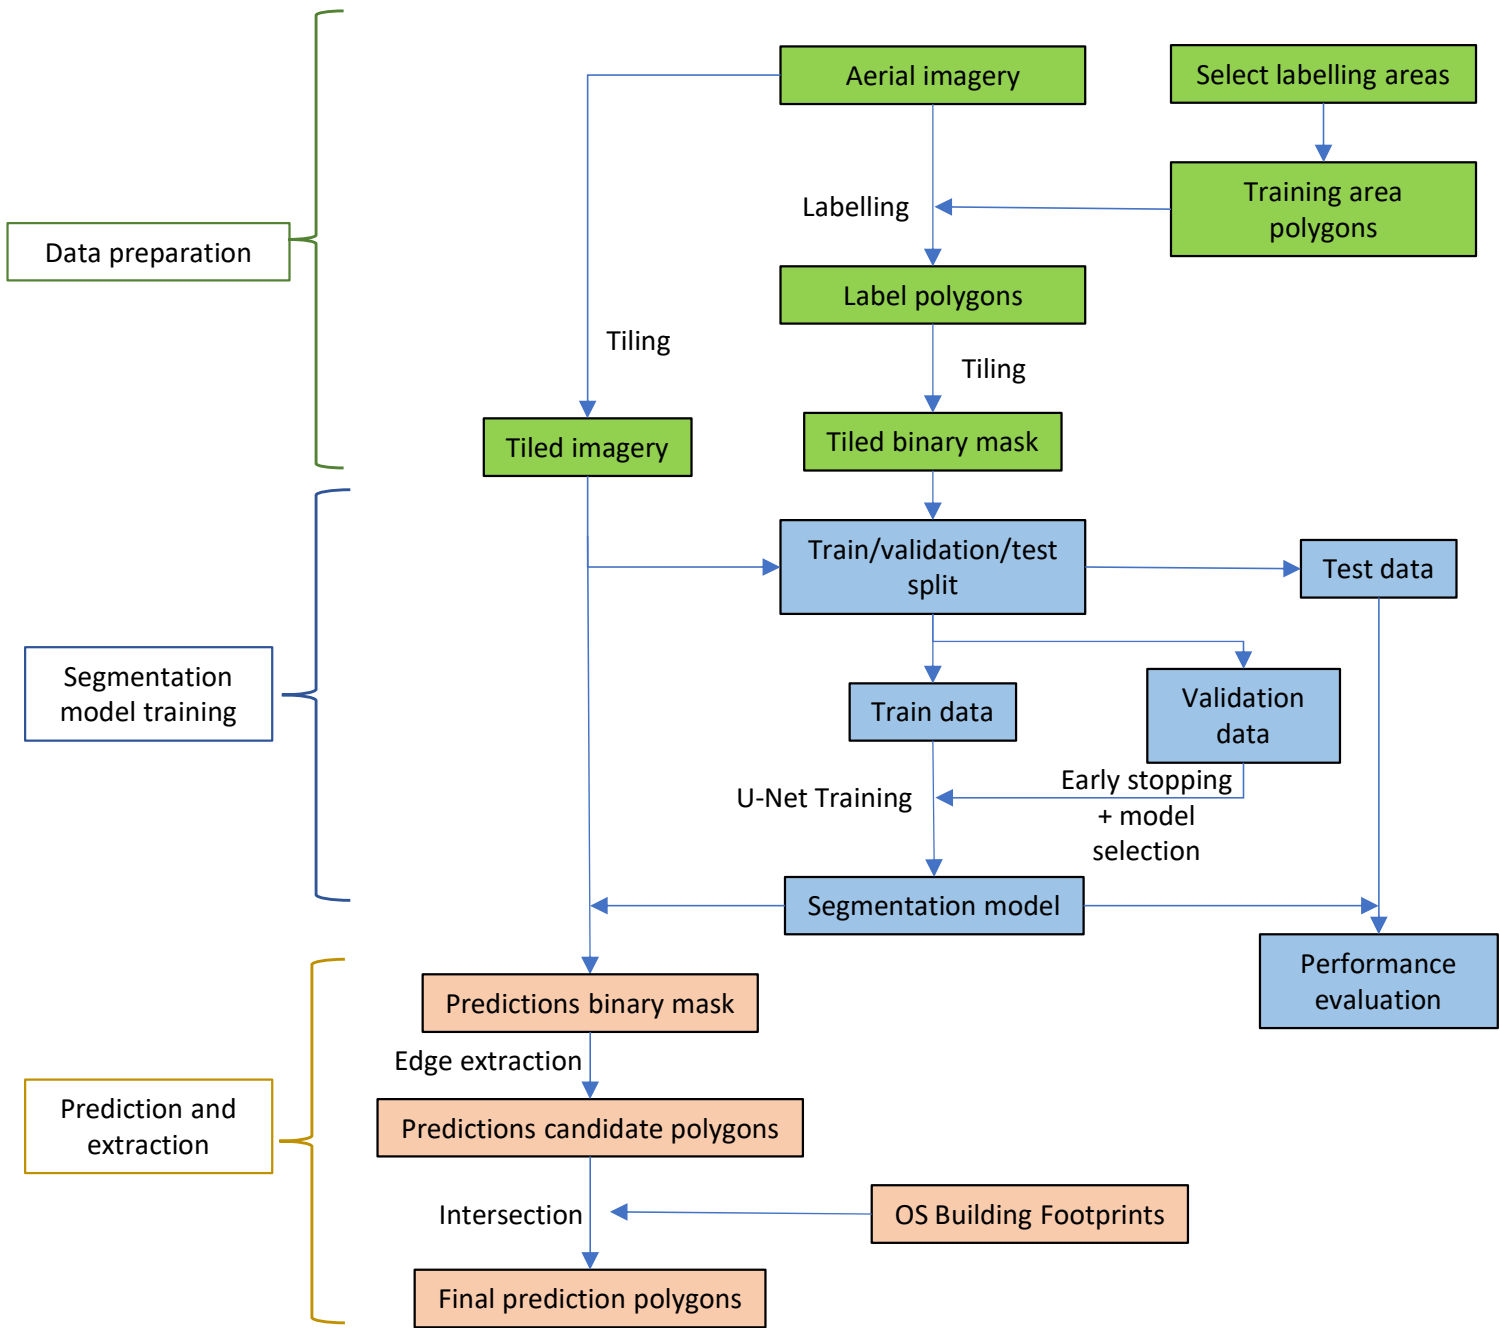 Aerial imagery
Select labelling areas
Training area
polygons
Labelling
Data preparation
Label polygons
Tiling
Tiling
Tiled imagery
Tiled binary mask
Train/validation/test
split
Test data
Segmentation
model training
Train data
Validation
data
U-Net Training
Early stopping
+ model
selection
Segmentation model
Performance
evaluation
Predictions binary mask
Edge extraction
Prediction and
extraction
Predictions candidate polygons
Intersection
OS Building Footprints
Final prediction polygons